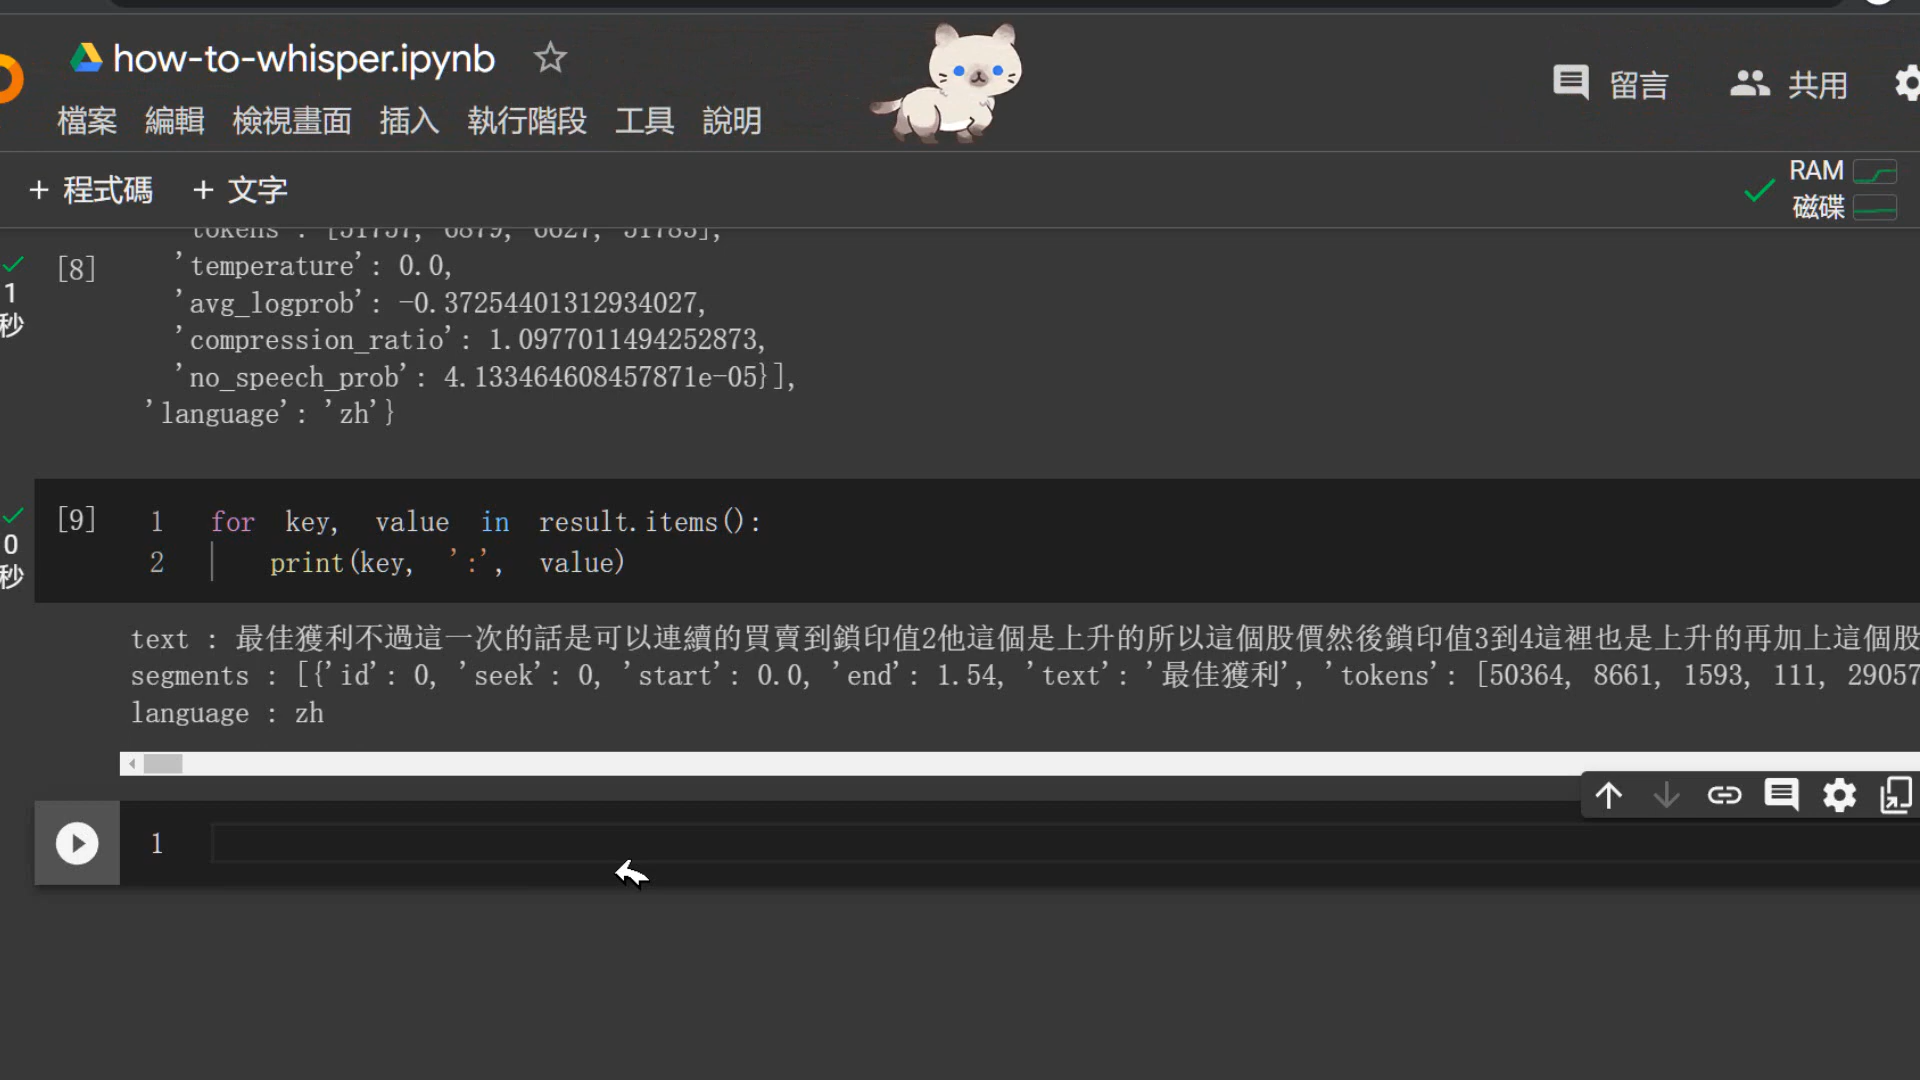 how-to-whisper.ipynb
留言 共用
檔案 編輯 檢視畫面 插入 執行階段 工具 說明
+ 程式碼 + 文字
RAM
磁碟
[8]
1
秒
'temperature': 0.0,
'avg_logprob': -0.37254401312934027,
'compression_ratio': 1.0977011494252873,
'no_speech_prob': 4.133464608457871e-05}],
'language': 'zh'}
[9]
0
秒
1 for key, value in result.items():
2 print(key, ':', value)
text : 最佳獲利不過這一次的話是可以連續的買賣到鎖印值2他這個是上升的所以這個股價然後鎖印值3到4這裡也是上升的再加上這個股
segments : [{'id': 0, 'seek': 0, 'start': 0.0, 'end': 1.54, 'text': '最佳獲利', 'tokens': [50364, 8661, 1593, 111, 29057
language : zh
1